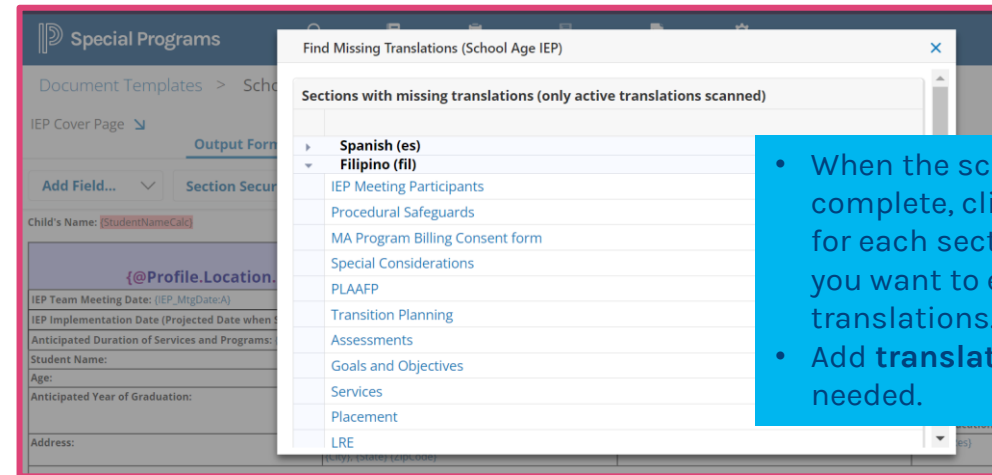 Special Programs
Document Templates > Scho
IEP Cover Page
Output Form
Add Field...
Section Secur
Child's Name: {StudentNameCalc}
{@Profile.Location.
IEP Team Meeting Date: {IEP_MtgDate:A}
IEP Implementation Date (Projected Date when S
Anticipated Duration of Services and Programs:
Student Name:
Age:
Anticipated Year of Graduation:
Address:
{City}, {State} {ZipCode}
Find Missing Translations (School Age IEP)
Sections with missing translations (only active translations scanned)
Spanish (es)
Filipino (fil)
IEP Meeting Participants
Procedural Safeguards
MA Program Billing Consent form
Special Considerations
PLAAFP
Transition Planning
Assessments
Goals and Objectives
Services
Placement
LRE
• When the sc
complete, cli
for each sect
you want to e
translations.
• Add translat
needed.